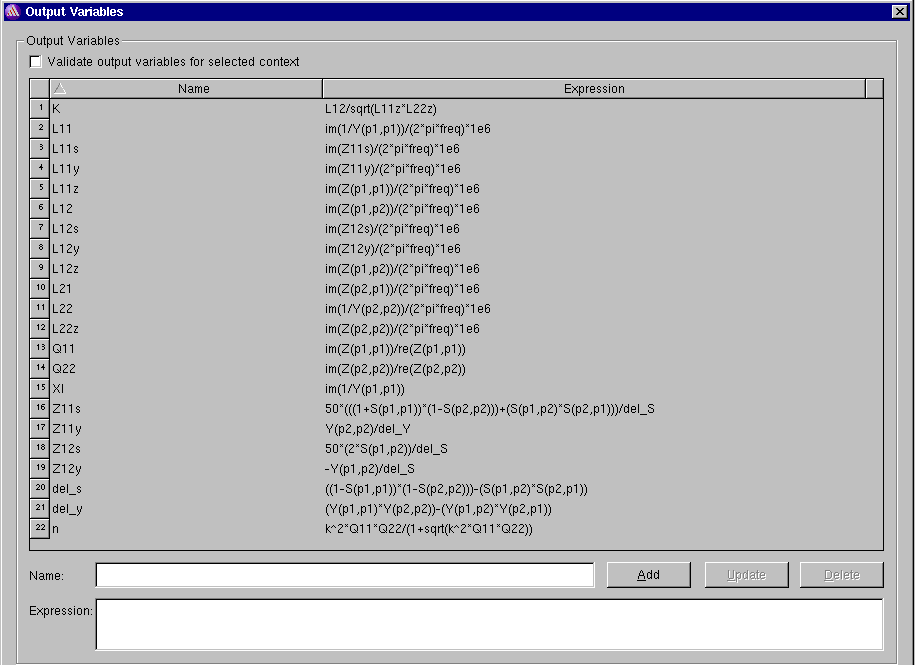 Output Variables
Output Variables
Validate output variables for selected context
Name Expression
1 K L12/sqrt(L11z*L22z)
2 L11 im(1/Y(p1,p1))/(2*pi*freq)*1e6
3 L11s im(Z11s)/(2*pi*freq)*1e6
4 L11y im(Z11y)/(2*pi*freq)*1e6
5 L11z im(Z(p1,p1))/(2*pi*freq)*1e6
6 L12 im(Z(p1,p2))/(2*pi*freq)*1e6
7 L12s im(Z12s)/(2*pi*freq)*1e6
8 L12y im(Z12y)/(2*pi*freq)*1e6
9 L12z im(Z(p1,p2))/(2*pi*freq)*1e6
10 L21 im(Z(p2,p1))/(2*pi*freq)*1e6
11 L22 im(1/Y(p2,p2))/(2*pi*freq)*1e6
12 L22z im(Z(p2,p2))/(2*pi*freq)*1e6
13 Q11 im(Z(p1,p1))/re(Z(p1,p1))
14 Q22 im(Z(p2,p2))/re(Z(p2,p2))
15 Xl im(1/Y(p1,p1))
16 Z11s 50*(((1+S(p1,p1))*(1-S(p2,p2)))+(S(p1,p2)*S(p2,p1)))/del_S
17 Z11y Y(p2,p2)/del_Y
18 Z12s 50*(2*S(p1,p2))/del_S
19 Z12y -Y(p1,p2)/del_S
20 del_s ((1-S(p1,p1))*(1-S(p2,p2)))-(S(p1,p2)*S(p2,p1))
21 del_y (Y(p1,p1)*Y(p2,p2))-(Y(p1,p2)*Y(p2,p1))
22 n k^2*Q11*Q22/(1+sqrt(k^2*Q11*Q22))
Name: Add Update Delete
Expression: